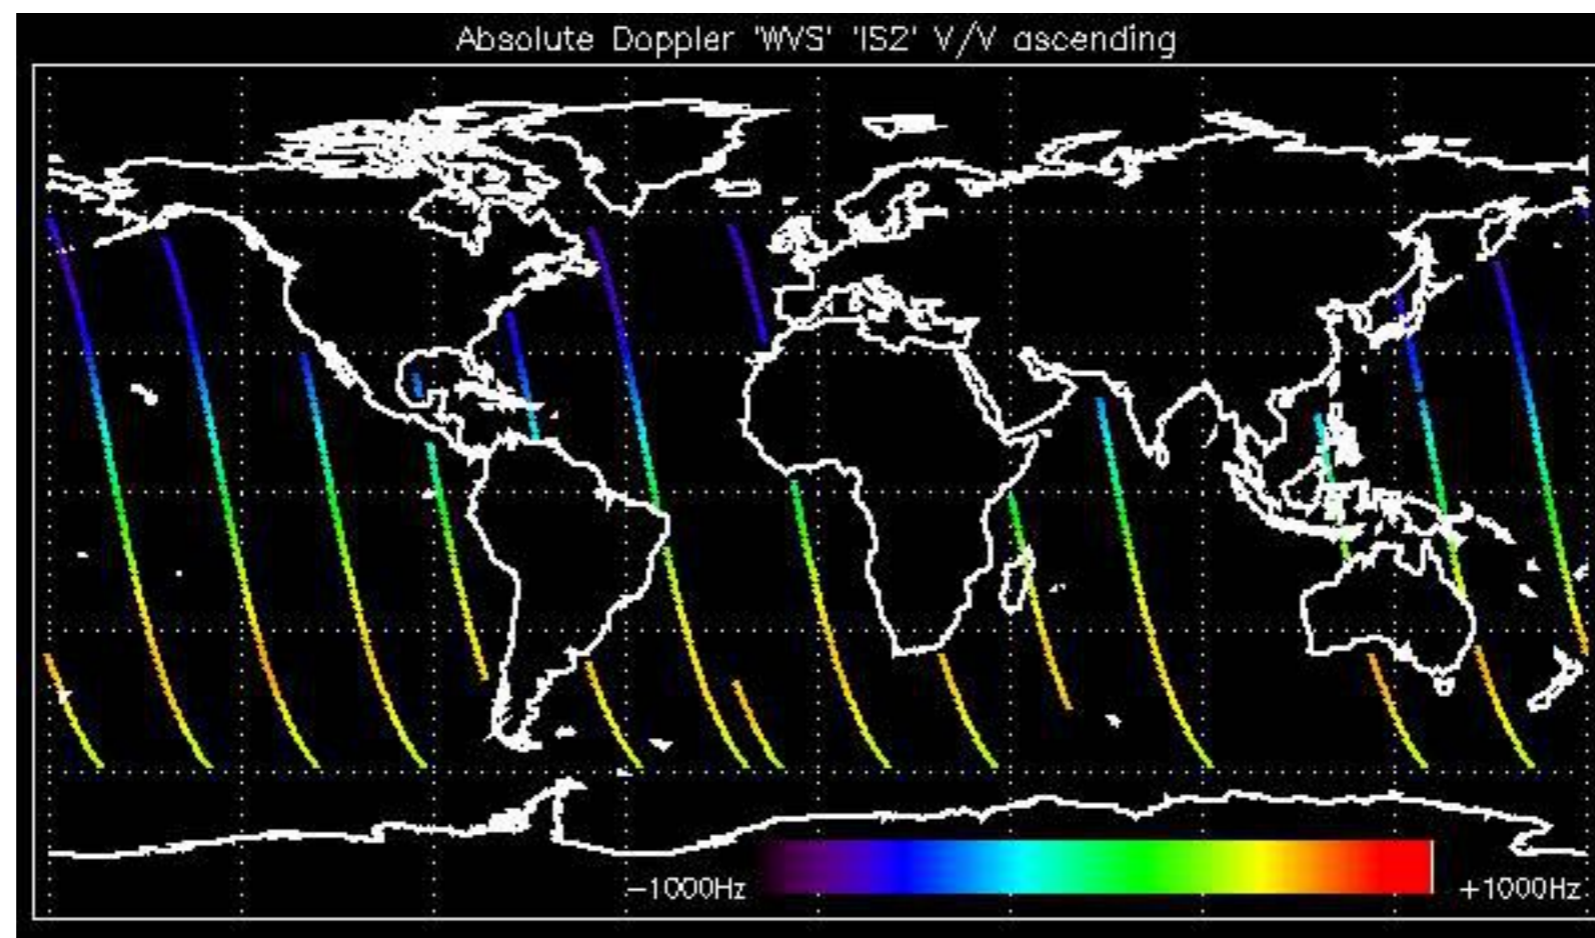 Absolute Doppler 'WVS' 'IS2' V/V ascending
−1000Hz +1000Hz